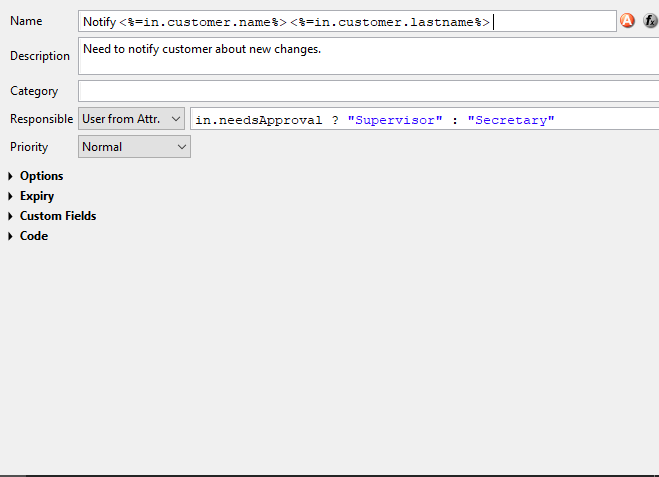 Name Notify <%=in.customer.name%> <%=in.customer.lastname%> A fx
Description Need to notify customer about new changes.
Category
Responsible User from Attr. in.needsApproval ? "Supervisor" : "Secretary"
Priority Normal
Options
Expiry
Custom Fields
Code